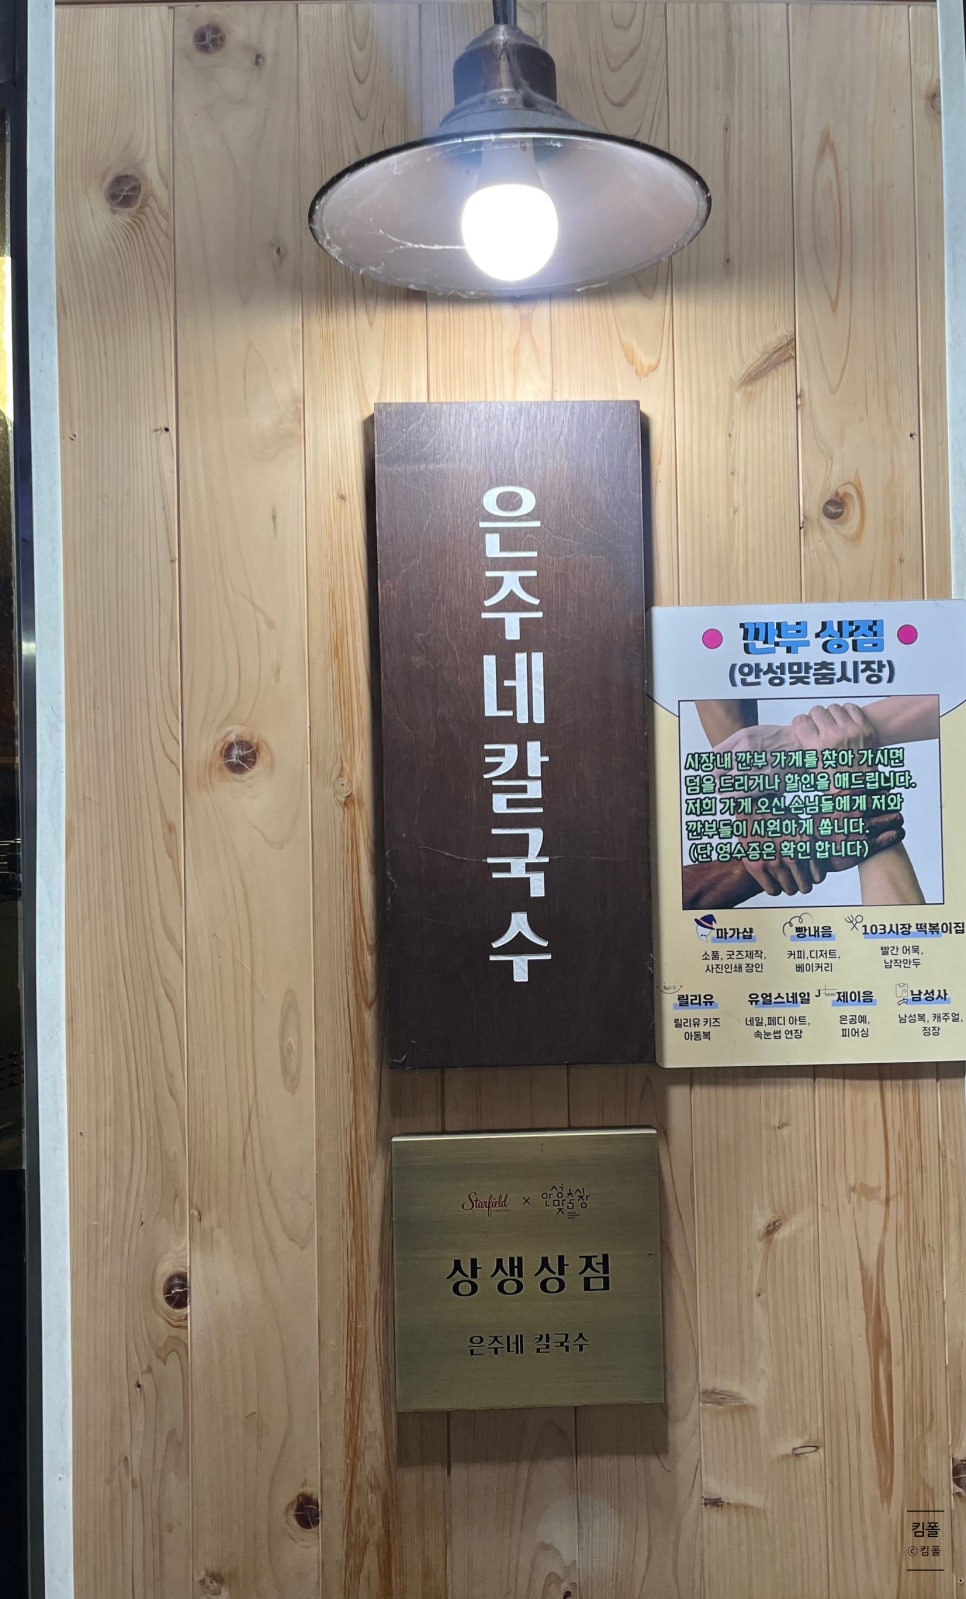 은주네칼국수
깐부 상점
(안성맞춤시장)
시장내 깐부 가게를 찾아 가시면
덤을 드리거나 할인을 해드립니다.
저희 가게 오신 손님들에게 저와
깐부들이 시원하게 쏩니다.
(단 영수증은 확인 합니다)
마가샵 빵내음 103시장 떡볶이집
소품, 굿즈제작, 커피,디저트, 빨간 어묵,
사진인쇄 장인 베이커리 납작만두
릴리유 유얼스네일 제이음 남성사
릴리유 키즈 네일,페디 아트, 은공예, 남성복, 캐주얼,
아동복 속눈썹 연장 피어싱 정장
Starfield × 안성맞춤시장
상생상점
은주네 칼국수
킴폴
©킴폴